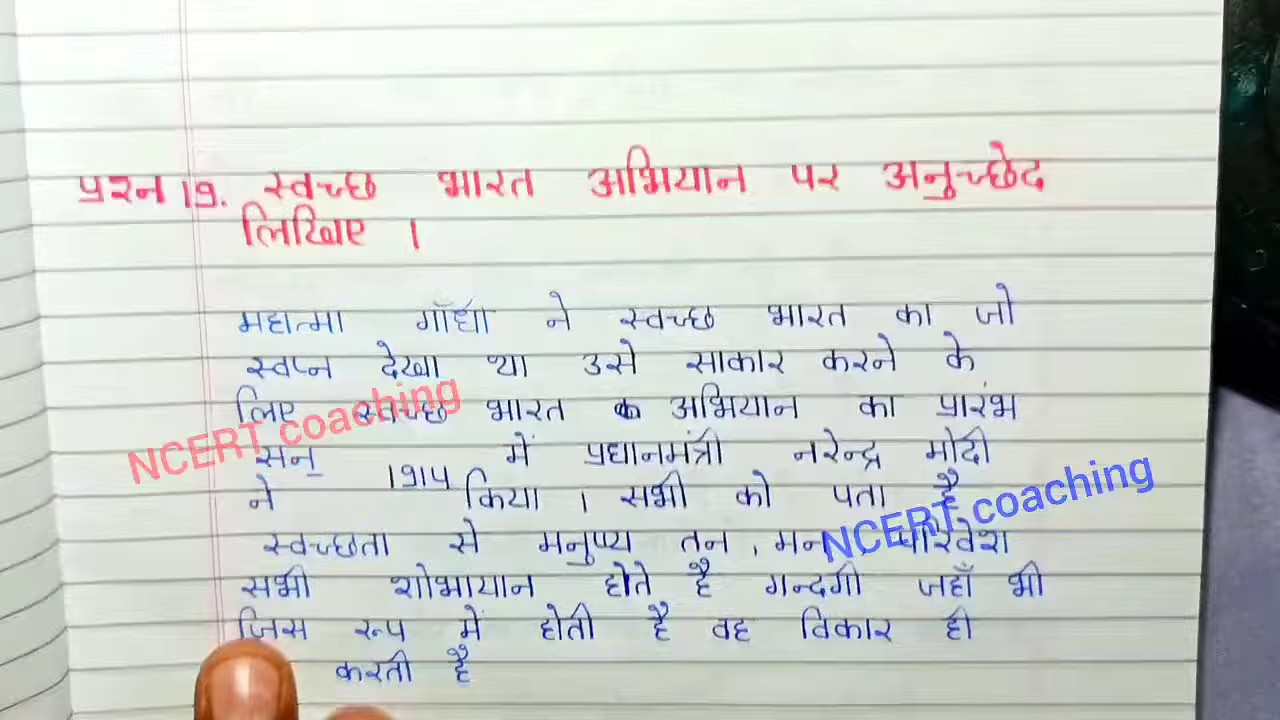 प्रश्न 19. स्वच्छ भारत अभियान पर अनुच्छेद
लिखिए ।
महात्मा गाँधी ने स्वच्छ भारत का जो
स्वप्न देखा था उसे साकार करने के
लिए स्वच्छ भारत क अभियान का प्रारंभ
सन् 1914 में प्रधानमंत्री नरेन्द्र मोदी
ने किया । सभी को पता है
स्वच्छता से मनुष्य तन, मन, परिवेश
सभी शोभायान होते है गन्दगी जहाँ भी
जिस रूप में होती है वह विकार ही
करती है
NCERT coaching
NCERT coaching